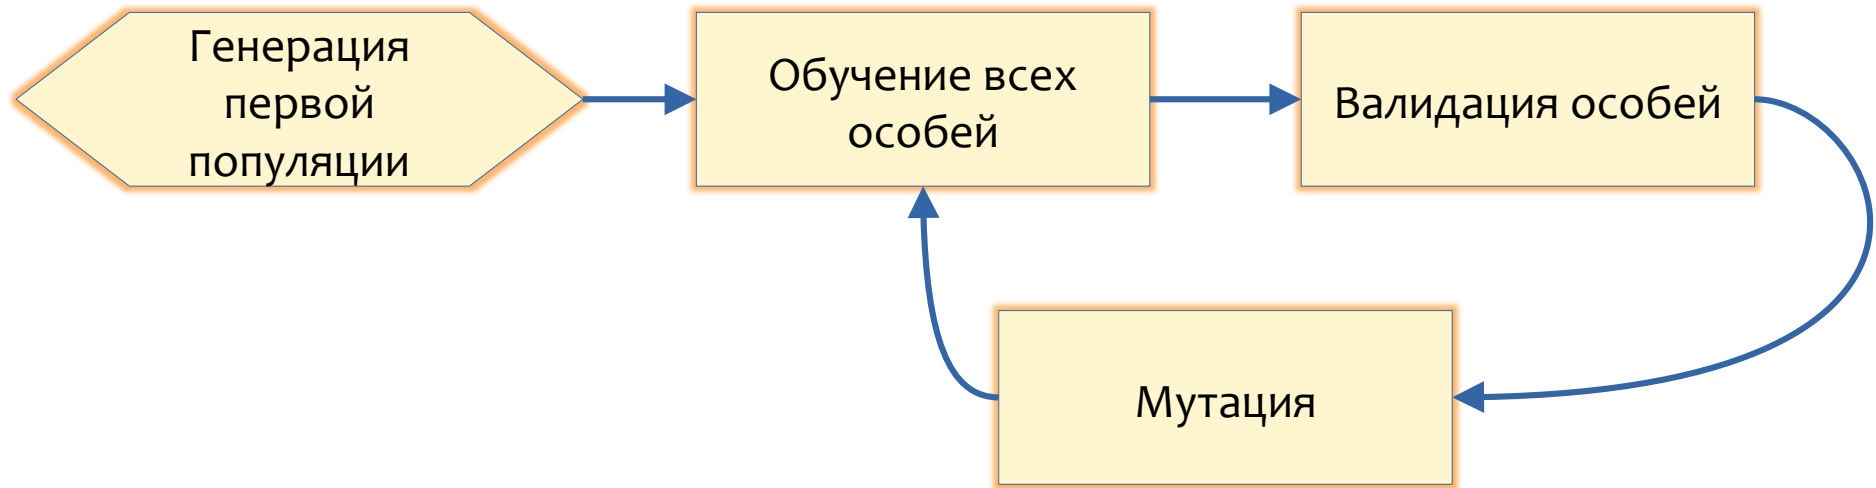 Генерация
первой
популяции
Обучение всех
особей
Валидация особей
Мутация